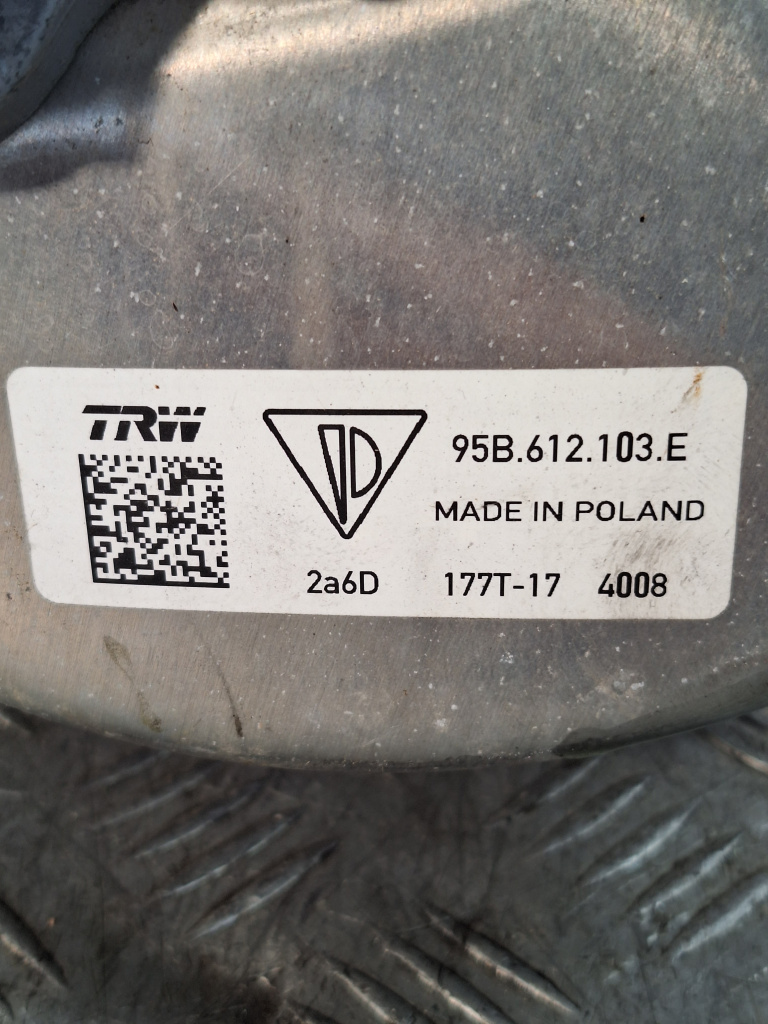 TRW
95B.612.103.E
MADE IN POLAND
2a6D 177T-17 4008